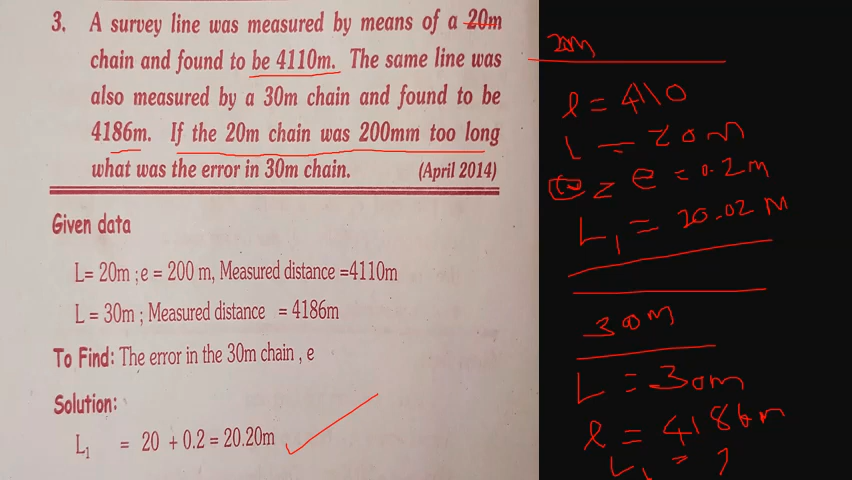 3. A survey line was measured by means of a 20m
chain and found to be 4110m. The same line was
also measured by a 30m chain and found to be
4186m. If the 20m chain was 200mm too long
what was the error in 30m chain. (April 2014)
Given data
L= 20m ; e = 200 m, Measured distance =4110m
L = 30m ; Measured distance = 4186m
To Find: The error in the 30m chain , e
Solution:
L₁ = 20 + 0.2 = 20.20m
20m
l = 4110
L = 20m
e = 0.2m
L₁ = 20.02 M
30m
L = 30m
l = 4186m
L₁ = ?